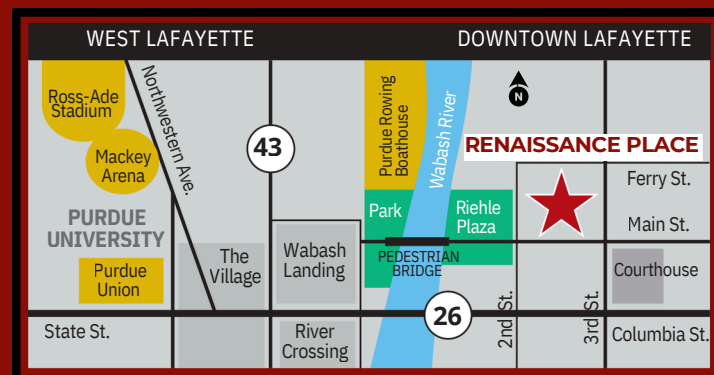 WEST LAFAYETTE
DOWNTOWN LAFAYETTE
Ross-Ade
Stadium
Northwestern Ave.
Mackey
Arena
43
Purdue Rowing
Boathouse
Wabash River
N
RENAISSANCE PLACE
Ferry St.
PURDUE
UNIVERSITY
Park
Riehle
Plaza
Main St.
Purdue
Union
The
Village
Wabash
Landing
PEDESTRIAN
BRIDGE
Courthouse
26
2nd St.
3rd St.
State St.
River
Crossing
Columbia St.